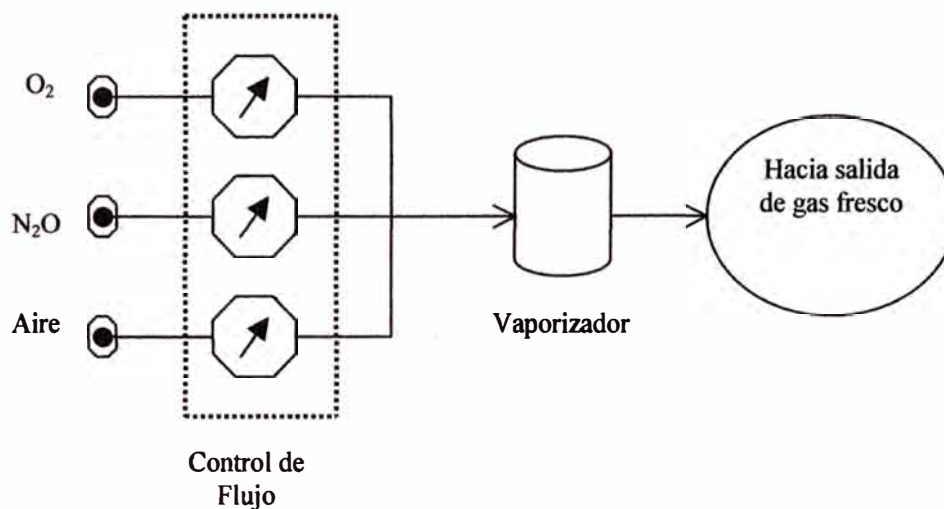 O₂
N₂O
Aire
Control de
Flujo
Vaporizador
Hacia salida
de gas fresco